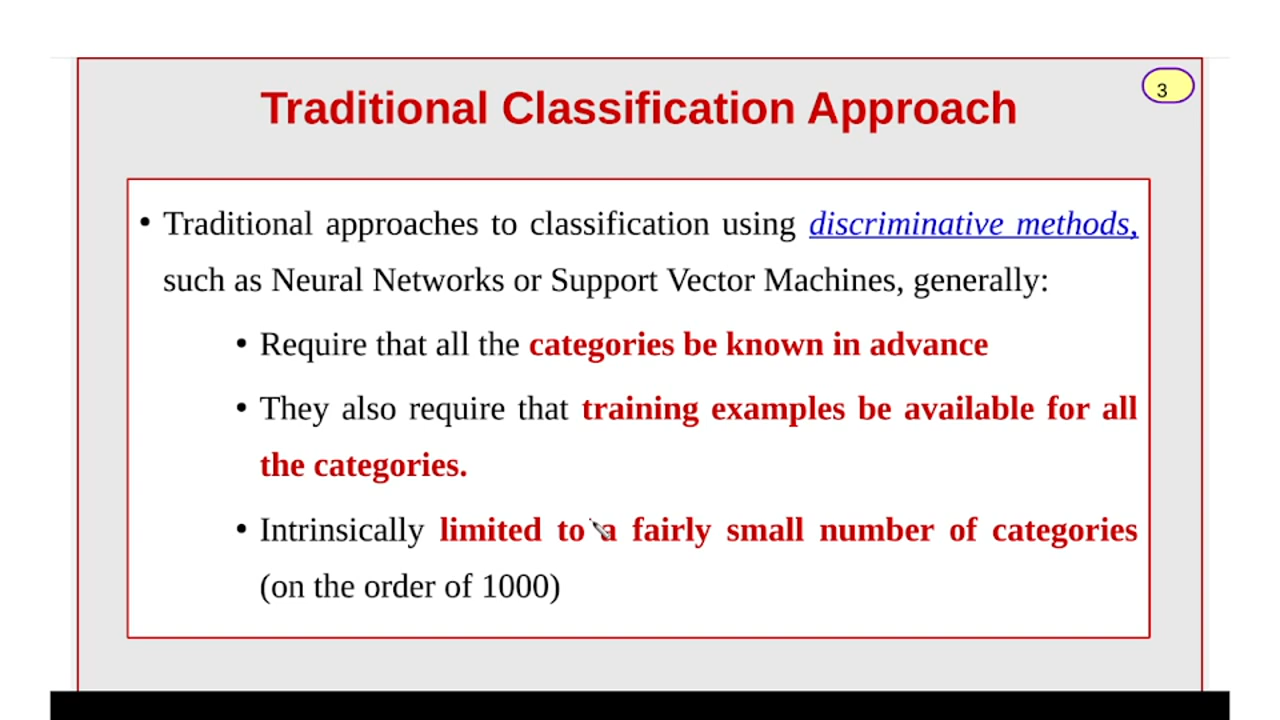 Traditional Classification Approach
3
• Traditional approaches to classification using discriminative methods,
such as Neural Networks or Support Vector Machines, generally:
• Require that all the categories be known in advance
• They also require that training examples be available for all
the categories.
• Intrinsically limited to a fairly small number of categories
(on the order of 1000)